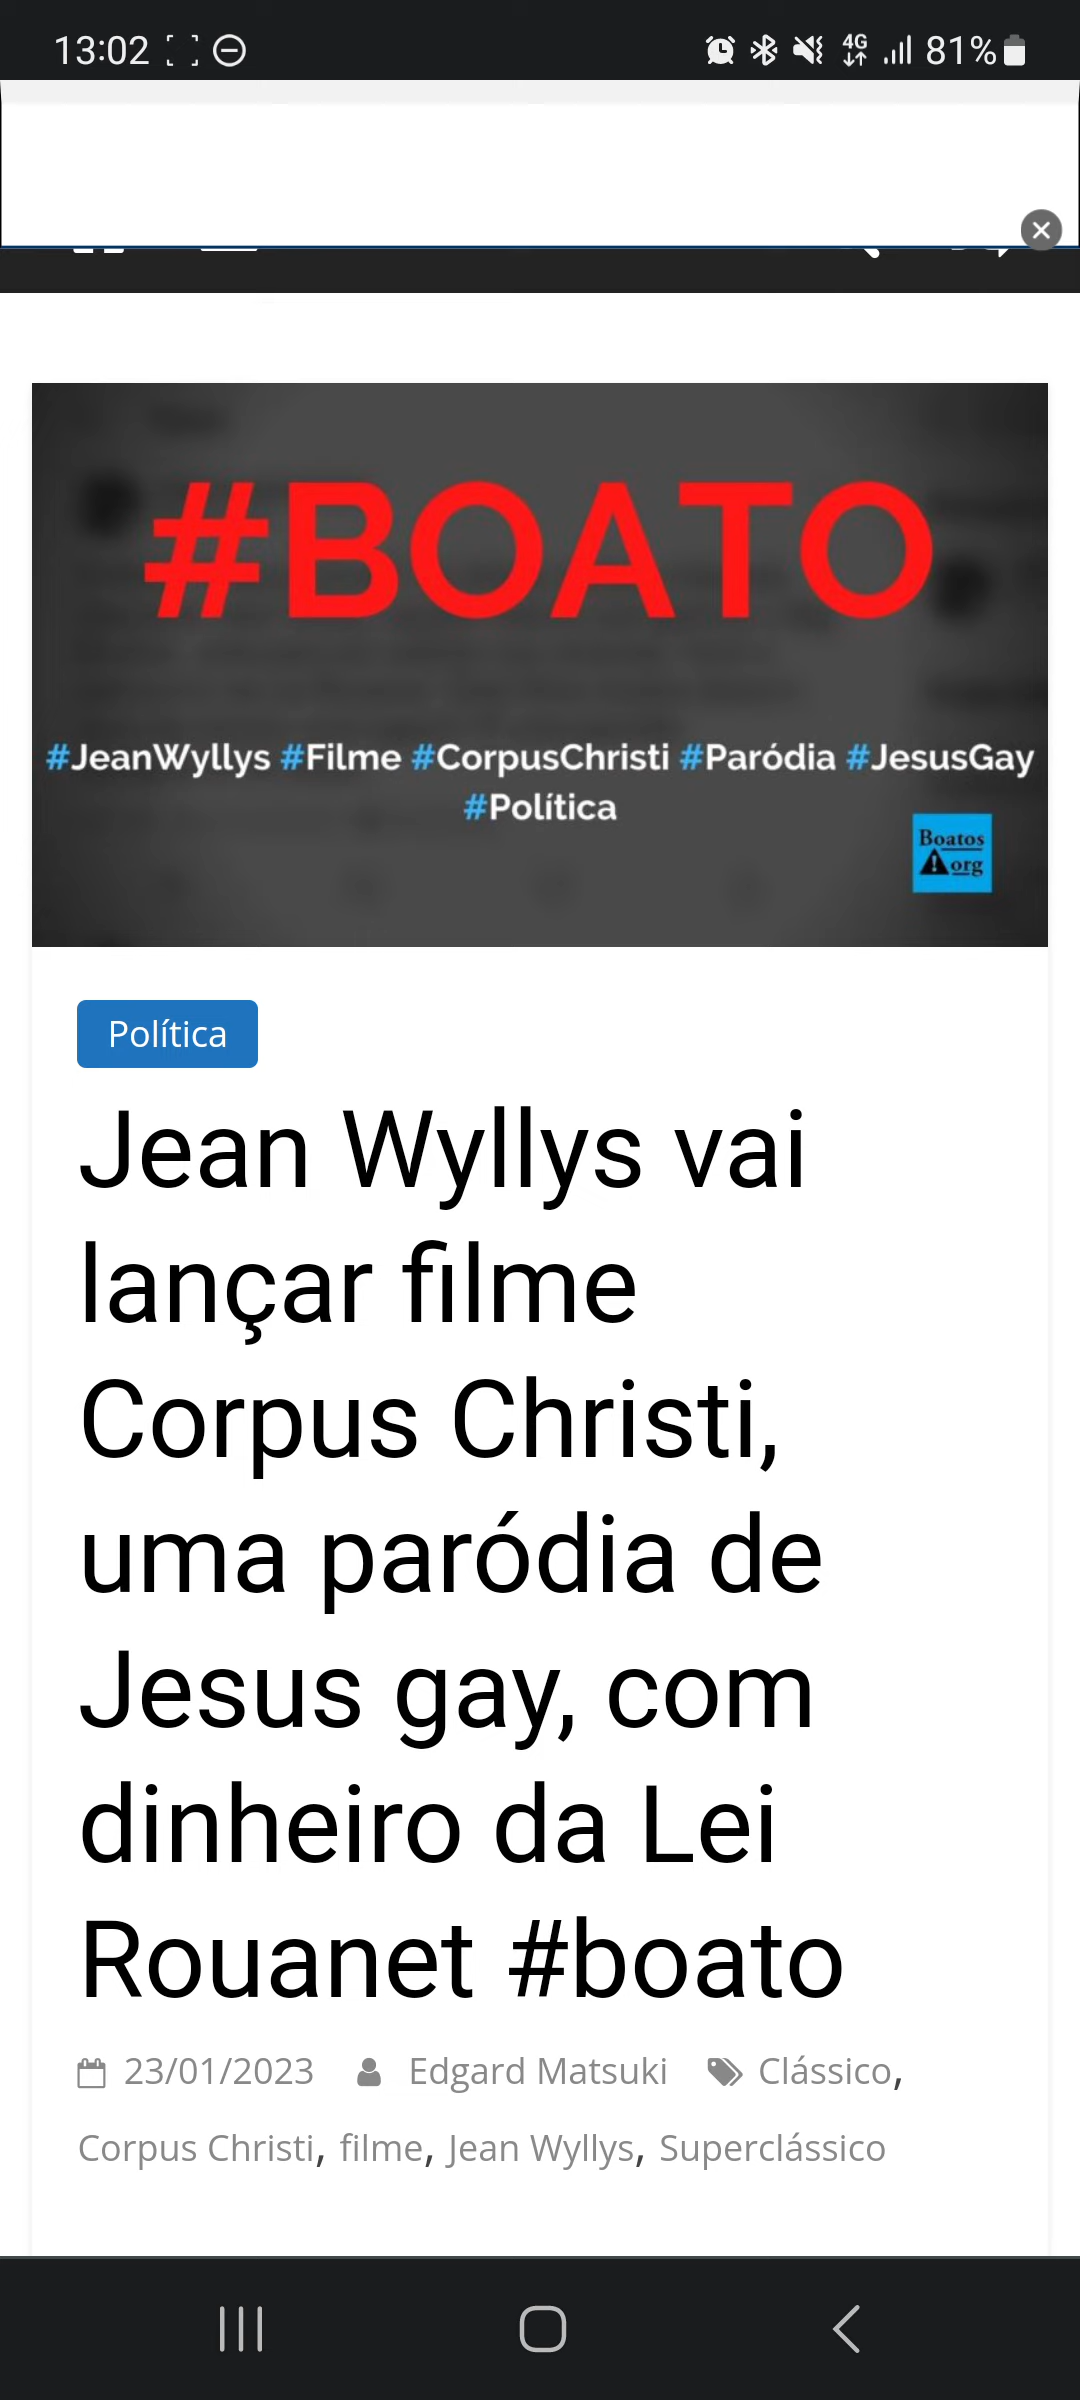 13:02 4G 81%
#BOATO
#JeanWyllys #Filme #CorpusChristi #Paródia #JesusGay
#Política
Boatos
org
Política
Jean Wyllys vai
lançar filme
Corpus Christi,
uma paródia de
Jesus gay, com
dinheiro da Lei
Rouanet #boato
23/01/2023 Edgard Matsuki Clássico,
Corpus Christi, filme, Jean Wyllys, Superclássico